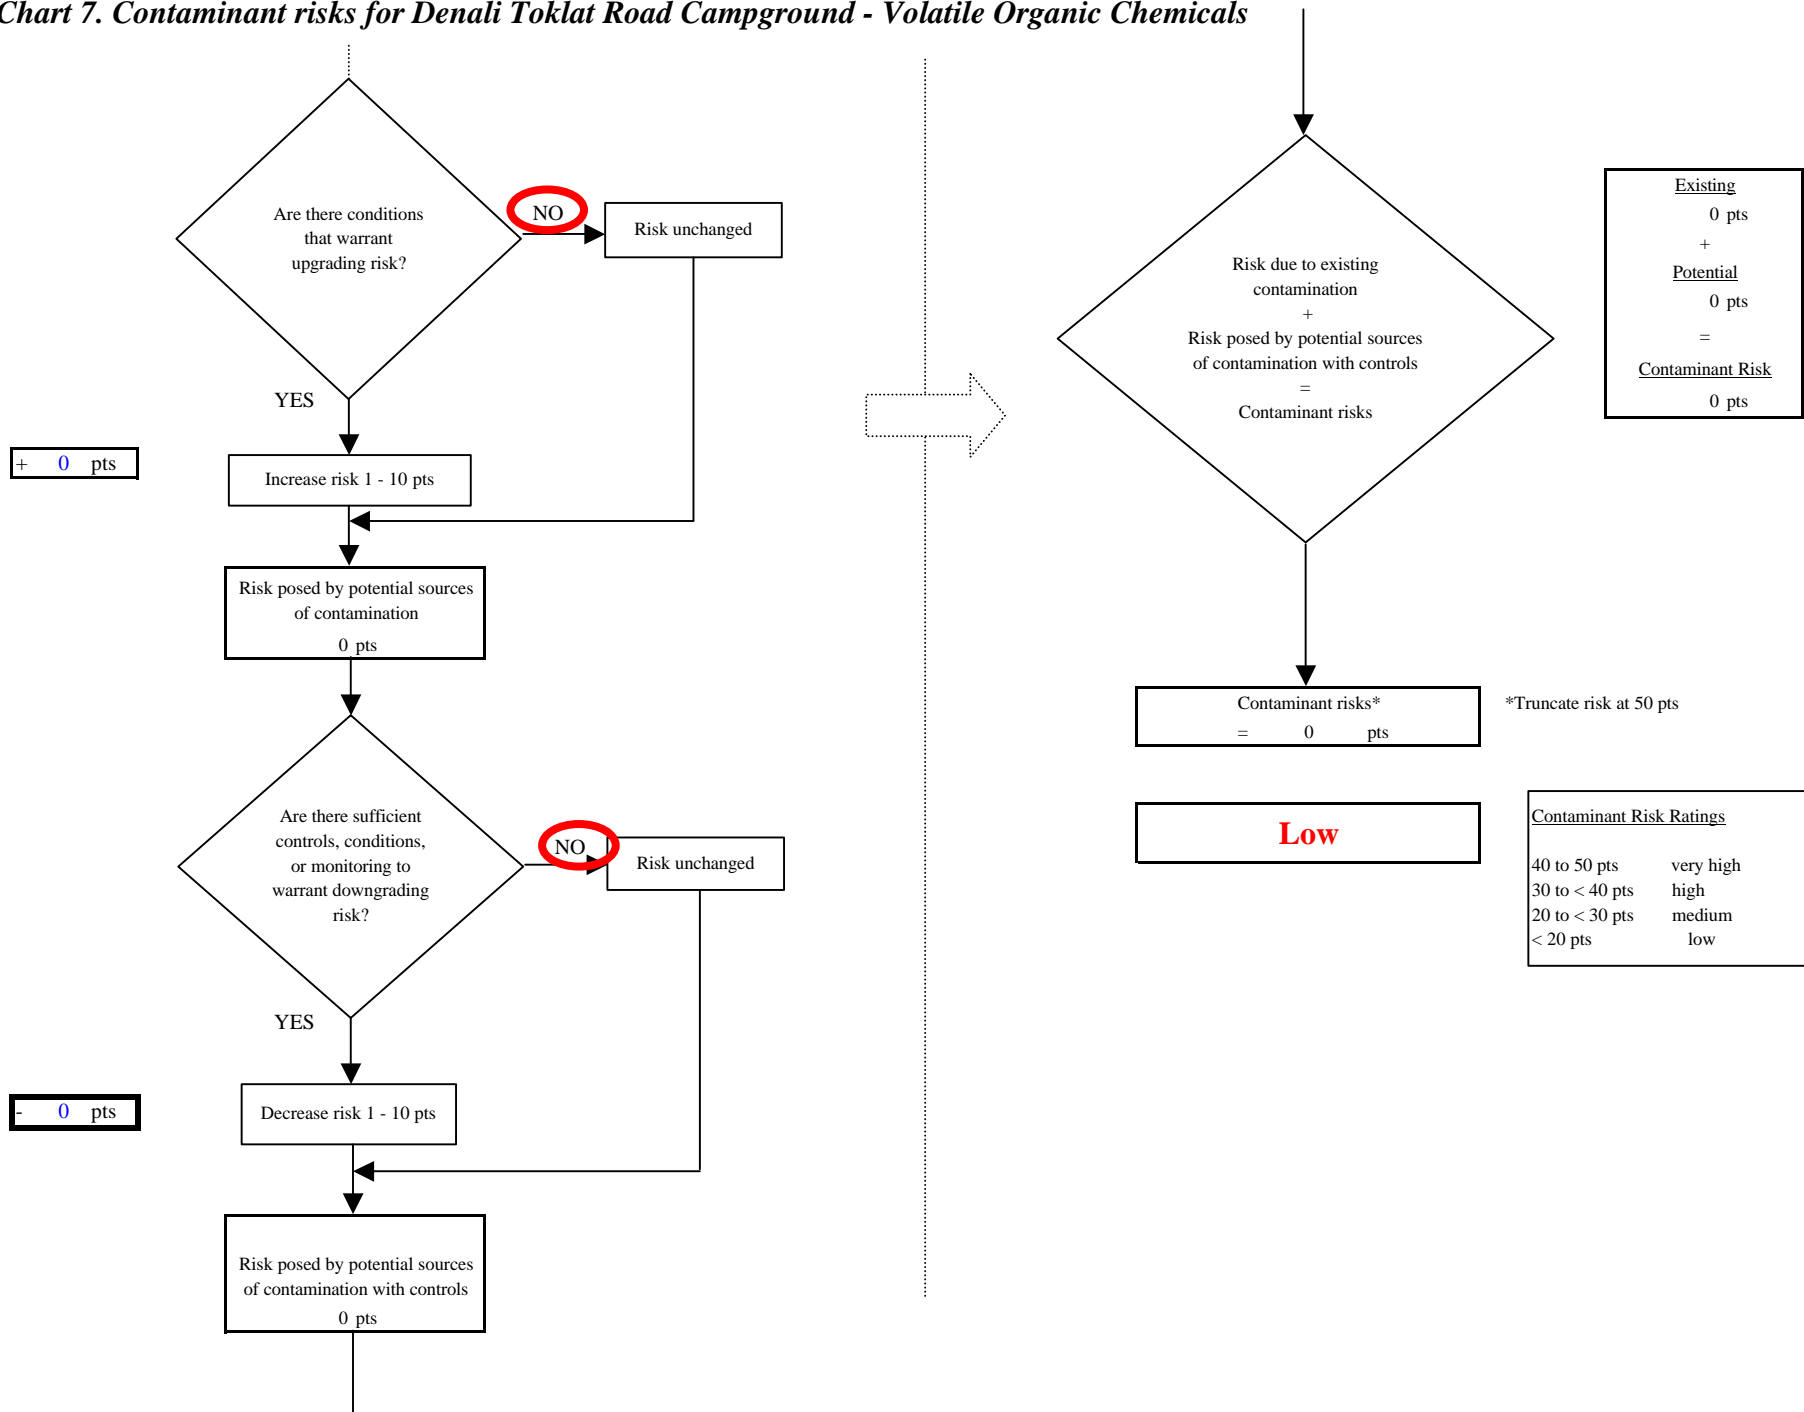 Chart 7. Contaminant risks for Denali Toklat Road Campground - Volatile Organic Chemicals
Are there conditions
that warrant
upgrading risk?
NO
Risk unchanged
YES
+ 0 pts
Increase risk 1 - 10 pts
Risk posed by potential sources
of contamination
0 pts
Are there sufficient
controls, conditions,
or monitoring to
warrant downgrading
risk?
NO
Risk unchanged
YES
- 0 pts
Decrease risk 1 - 10 pts
Risk posed by potential sources
of contamination with controls
0 pts
Risk due to existing
contamination
+
Risk posed by potential sources
of contamination with controls
=
Contaminant risks
Existing
0 pts
+
Potential
0 pts
=
Contaminant Risk
0 pts
Contaminant risks*
= 0 pts
*Truncate risk at 50 pts
Low
Contaminant Risk Ratings
40 to 50 pts very high
30 to < 40 pts high
20 to < 30 pts medium
< 20 pts low